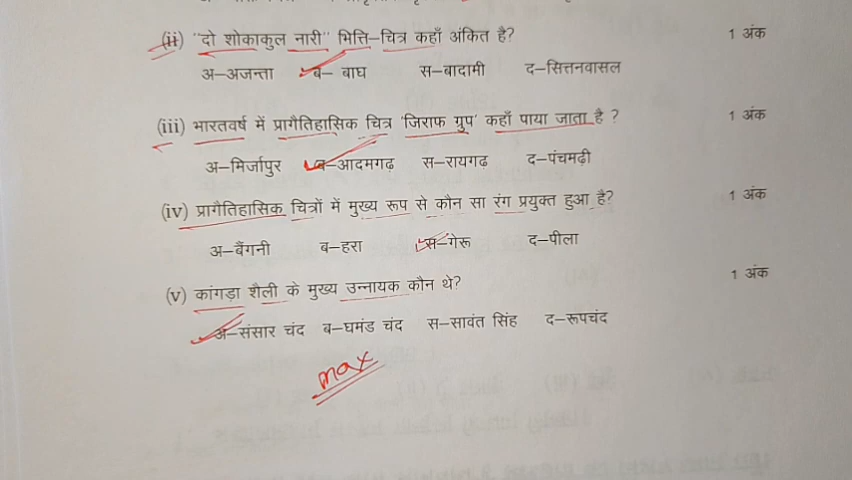 (ii) "दो शोकाकुल नारी" भित्ति–चित्र कहाँ अंकित है? 1 अंक
अ–अजन्ता ब– बाघ स–बादामी द–सित्तनवासल
(iii) भारतवर्ष में प्रागैतिहासिक चित्र 'जिराफ ग्रुप' कहाँ पाया जाता है ? 1 अंक
अ–मिर्जापुर ब–आदमगढ़ स–रायगढ़ द–पंचमढ़ी
(iv) प्रागैतिहासिक चित्रों में मुख्य रूप से कौन सा रंग प्रयुक्त हुआ है? 1 अंक
अ–बैंगनी ब–हरा स–गेरू द–पीला
(v) कांगड़ा शैली के मुख्य उन्नायक कौन थे? 1 अंक
अ–संसार चंद ब–घमंड चंद स–सावंत सिंह द–रूपचंद
max